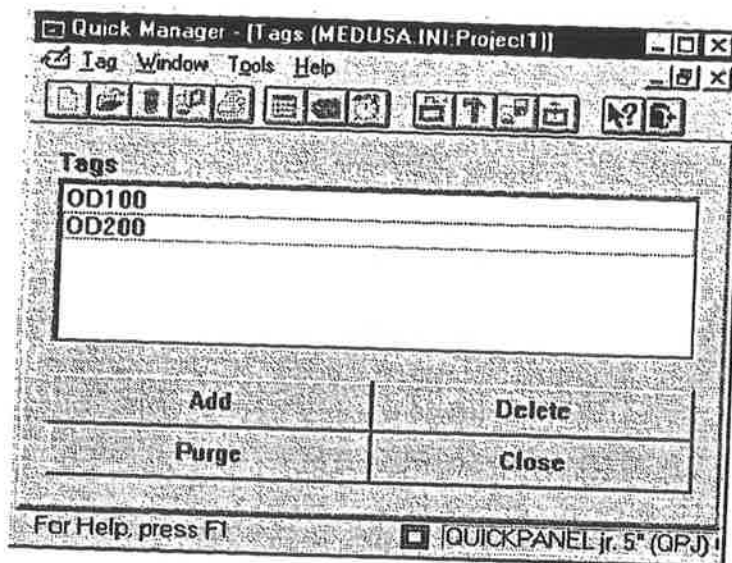 Quick Manager - [Tags (MEDUSA.INI:Project1)]
Tag Window Tools Help
Tags
OD100
OD200
Add Delete
Purge Close
For Help, press F1 QUICKPANEL jr. 5" (QPJ)